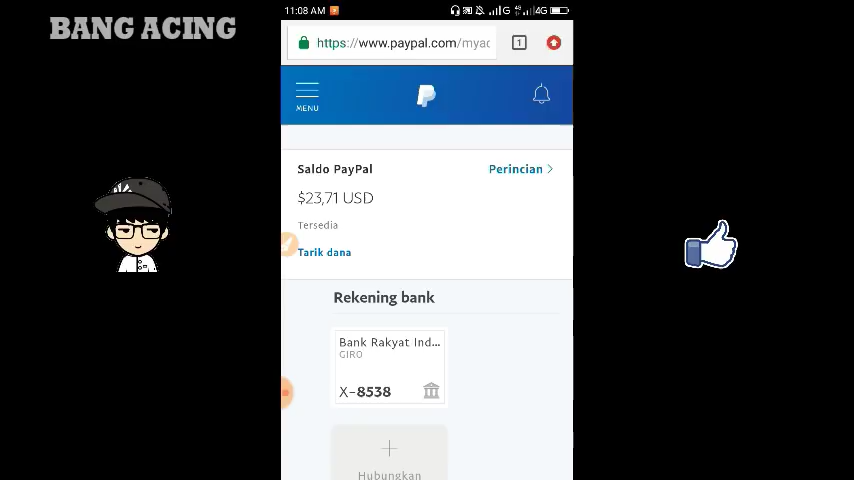 BANG ACING
11:08 AM
G 4G
https://www.paypal.com/myac
1
MENU
Saldo PayPal
Perincian
$23,71 USD
Tersedia
Tarik dana
Rekening bank
Bank Rakyat Ind...
GIRO
X-8538
Hubungkan